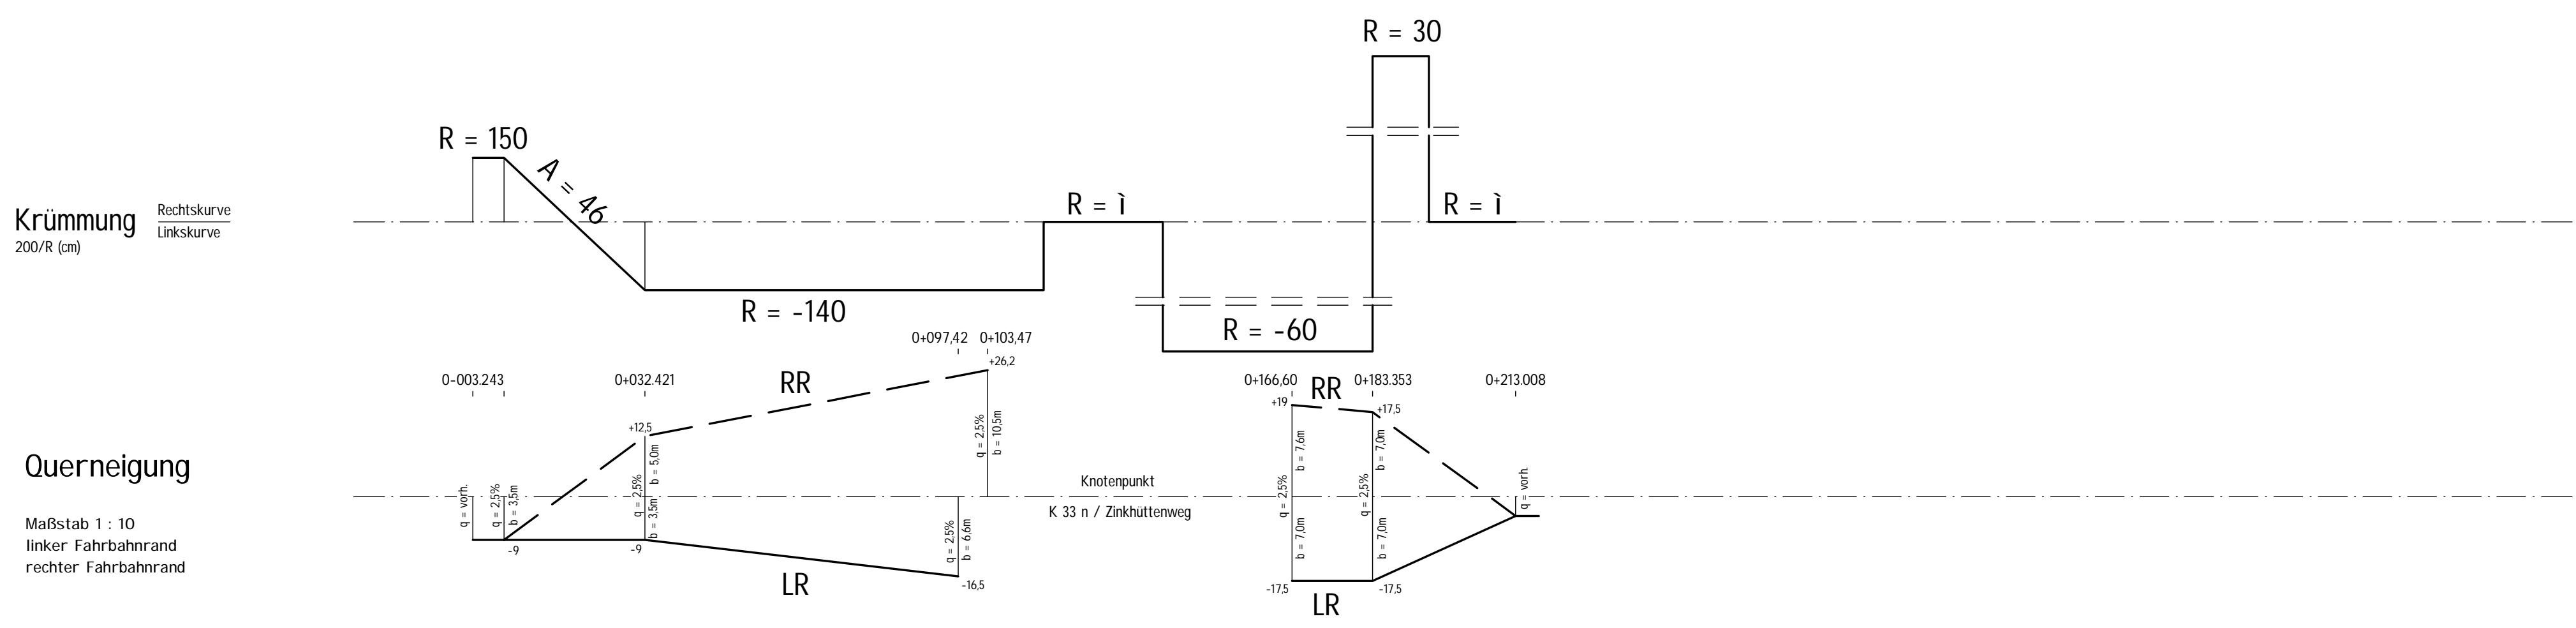 R = 30
R = 150
A = 46
R = ì
R = ì
Krümmung
Rechtskurve
Linkskurve
200/R (cm)
R = -140
R = -60
0+097,42
0+103,47
+26,2
0-003.243
0+032.421
RR
0+166,60
RR
0+183.353
0+213.008
+19
+17,5
+12,5
q = 2,5%
b = 10,5m
b = 7,6m
b = 7,0m
b = 5,0m
Querneigung
q = vorh.
q = 2,5%
b = 3,5m
q = 2,5%
b = 3,5m
Knotenpunkt
K 33 n / Zinkhüttenweg
q = 2,5%
q = 2,5%
q = vorh.
Maßstab 1 : 10
linker Fahrbahnrand
rechter Fahrbahnrand
-9
-9
q = 2,5%
b = 6,6m
b = 7,0m
b = 7,0m
LR
-16,5
-17,5
-17,5
LR